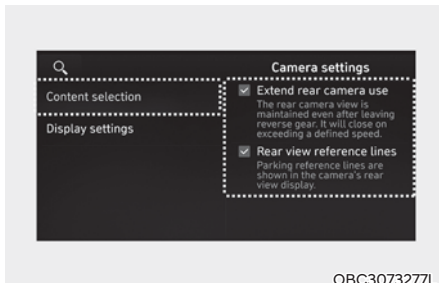 Camera settings
Content selection
Display settings
Extend rear camera use
The rear camera view is
maintained even after leaving
reverse gear. It will close on
exceeding a defined speed.
Rear view reference lines
Parking reference lines are
shown in the camera's rear
view display.
OBC3073277L